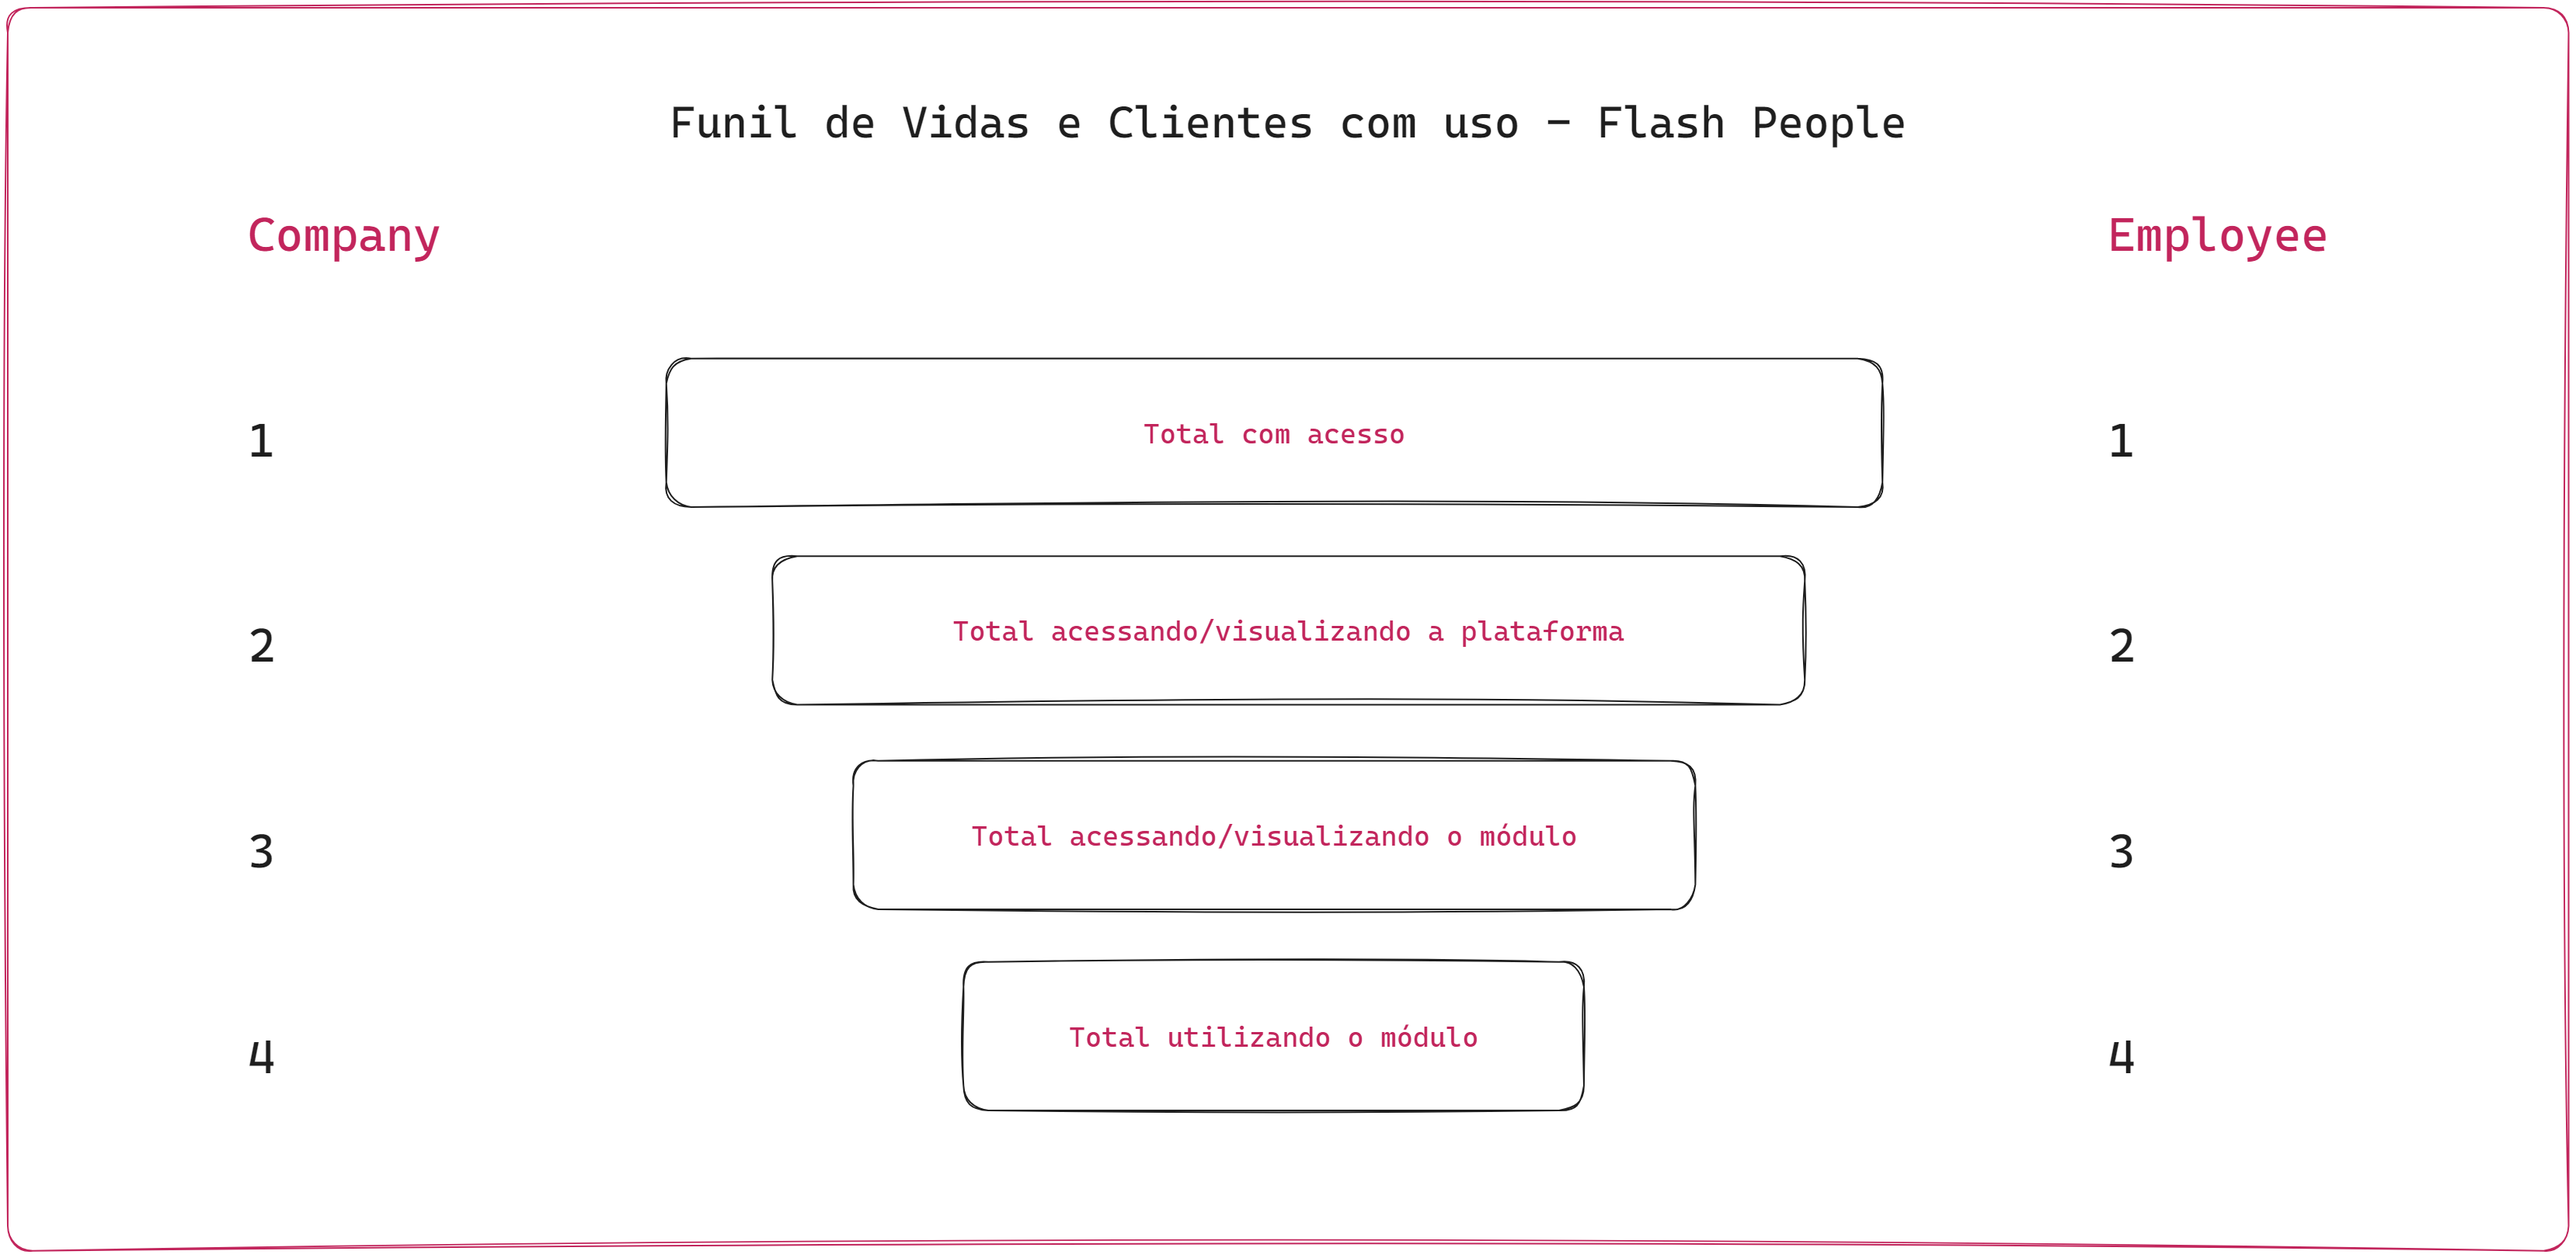 Funil de Vidas e Clientes com uso - Flash People
Company
Employee
1
Total com acesso
1
2
Total acessando/visualizando a plataforma
2
3
Total acessando/visualizando o módulo
3
4
Total utilizando o módulo
4